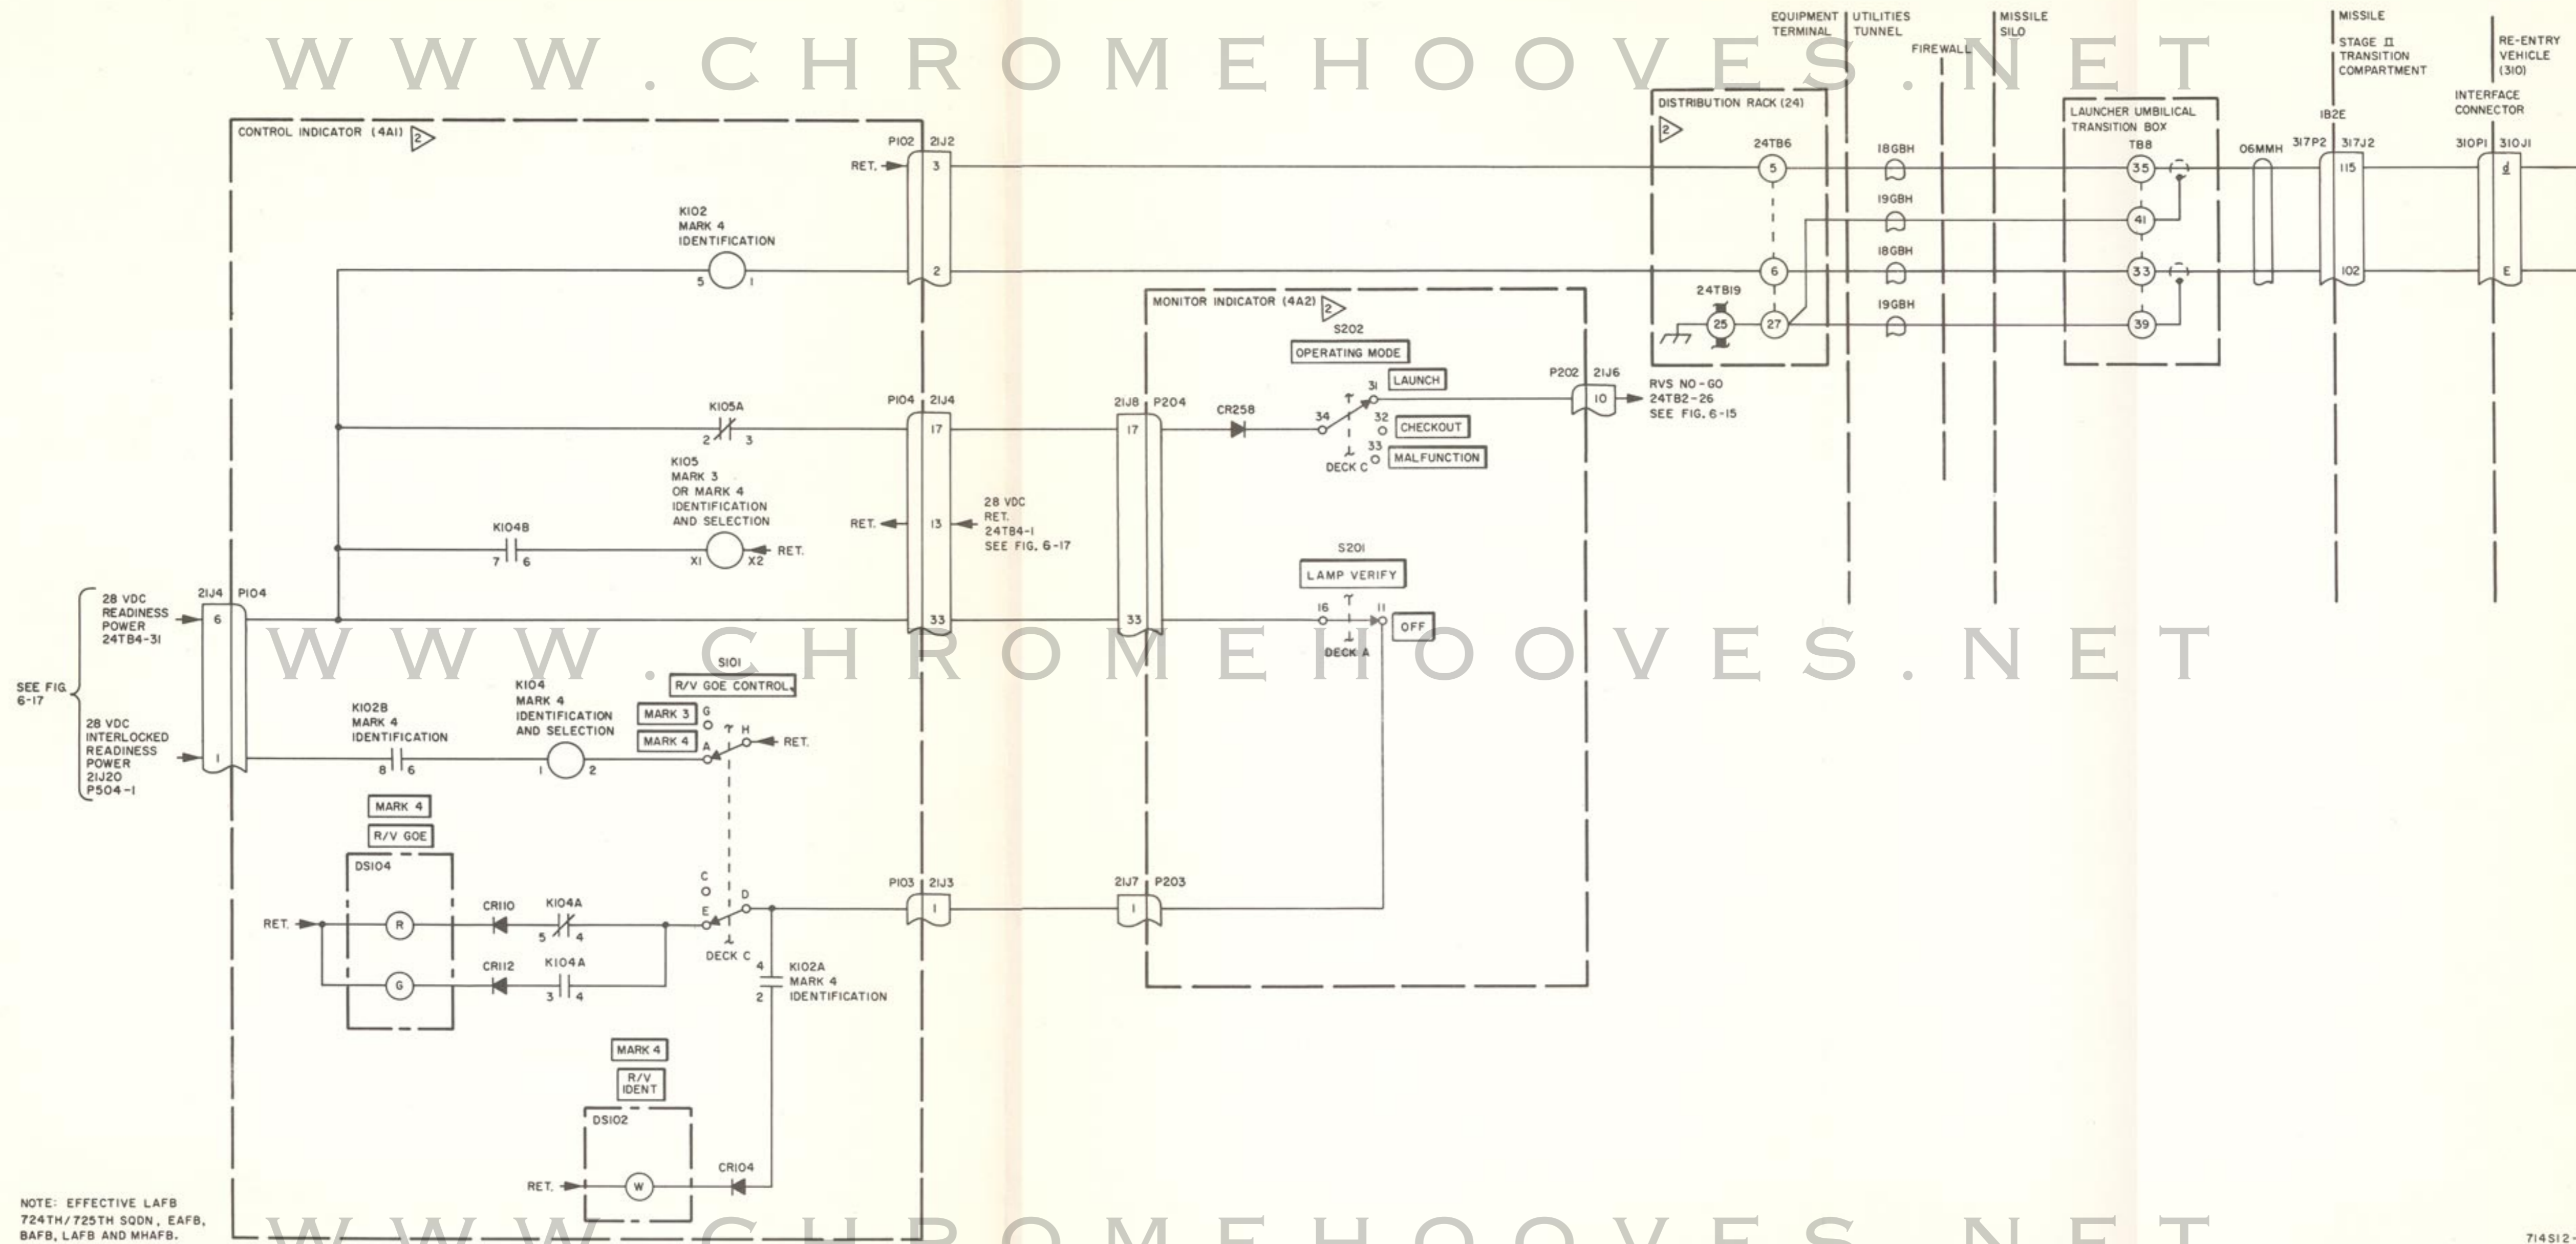 WWW.CHROMEHOOVES.NET
EQUIPMENT
TERMINAL
UTILITIES
TUNNEL
FIREWALL
MISSILE
SILO
MISSILE
STAGE II
TRANSITION
COMPARTMENT
RE-ENTRY
VEHICLE
(310)
INTERFACE
CONNECTOR
1B2E
CONTROL INDICATOR (4A1) 2
P102 21J2
RET. 3
K102
MARK 4
IDENTIFICATION
5 1
2
DISTRIBUTION RACK (24)
2
24TB6
5
6
24TB19
25 27
18GBH
19GBH
18GBH
19GBH
LAUNCHER UMBILICAL
TRANSITION BOX
TB8
35
41
33
39
06MMH
317P2 317J2
115
102
310P1 310J1
d
E
MONITOR INDICATOR (4A2) 2
S202
OPERATING MODE
31 LAUNCH
34
32 CHECKOUT
33 MALFUNCTION
DECK C
CR258
P202 21J6
10
RVS NO-GO
24TB2-26
SEE FIG. 6-15
K105A
2 3
P104 21J4
17
21J8 P204
17
K105
MARK 3
OR MARK 4
IDENTIFICATION
AND SELECTION
X1 X2 RET.
K104B
7 6
RET. 13
28 VDC
RET.
24TB4-1
SEE FIG. 6-17
33
33
S201
LAMP VERIFY
16 11
OFF
DECK A
SEE FIG.
6-17
28 VDC
READINESS
POWER
24TB4-31
21J4 P104
6
28 VDC
INTERLOCKED
READINESS
POWER
21J20
P504-1
1
WWW.CHROMEHOOVES.NET
K102B
MARK 4
IDENTIFICATION
8 6
K104
MARK 4
IDENTIFICATION
AND SELECTION
1 2
S101
R/V GOE CONTROL
MARK 3 G
MARK 4 A
H RET.
MARK 4
R/V GOE
DS104
RET. R
G
CR110
K104A
5 4
CR112
K104A
3 4
C
E D
DECK C
P103 21J3
1
21J7 P203
1
4 K102A
MARK 4
2 IDENTIFICATION
MARK 4
R/V
IDENT
DS102
RET. W
CR104
NOTE: EFFECTIVE LAFB
724TH/725TH SQDN, EAFB,
BAFB, LAFB AND MHAFB.
WWW.CHROMEHOOVES.NET
714S12-